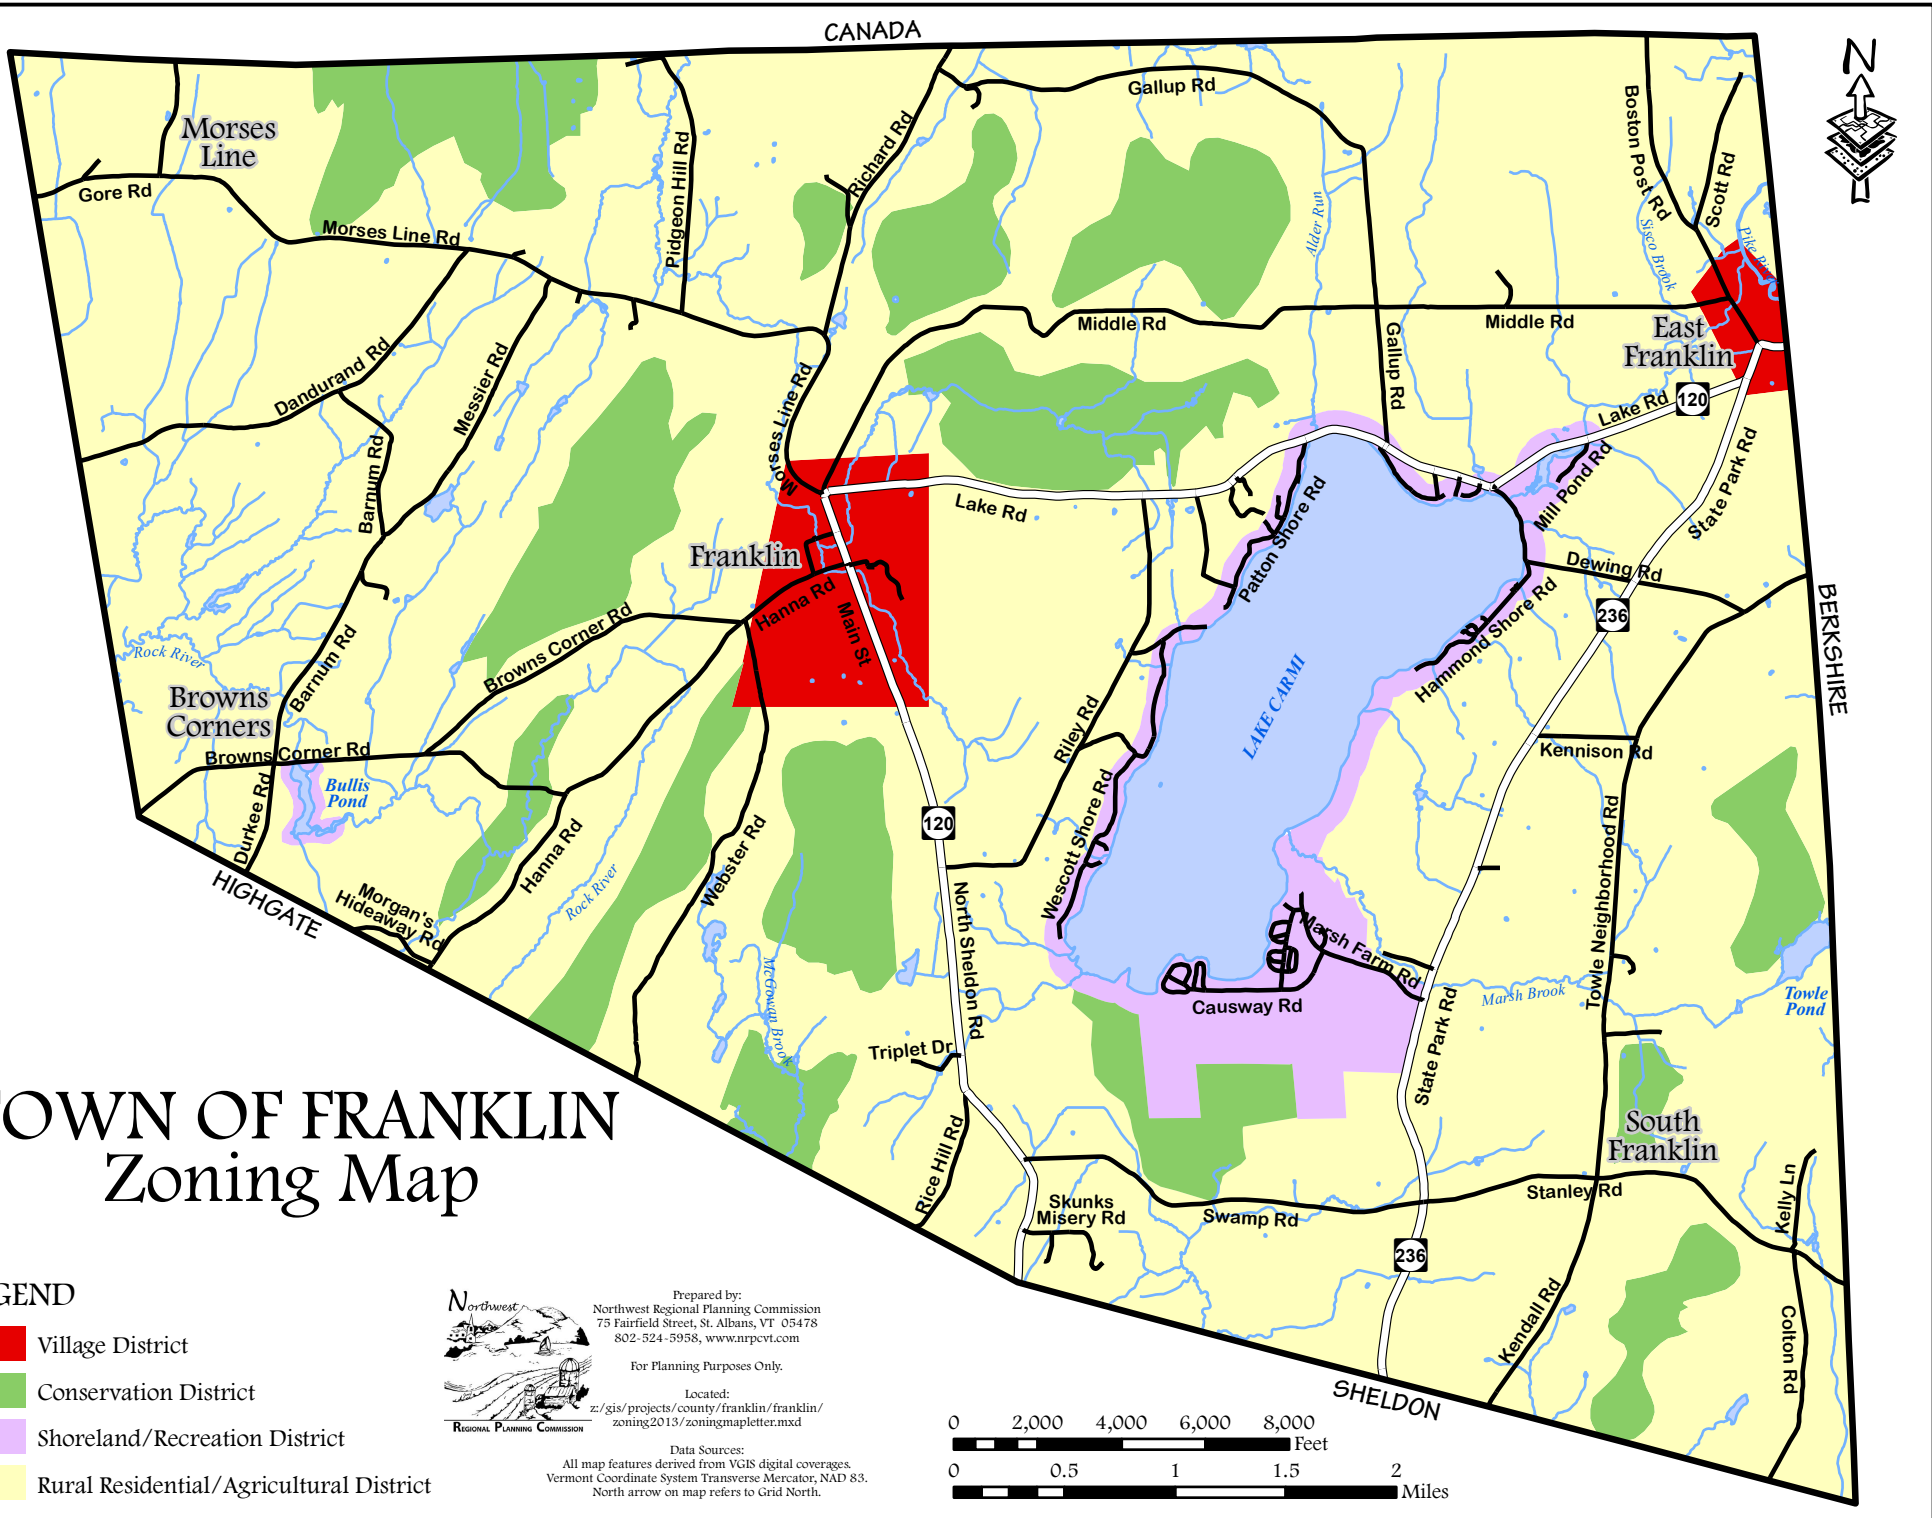 CANADA
N
Gallup Rd
Boston Post Rd
Scott Rd
Morses
Line
Gore Rd
Richard Rd
Pidgeon Hill Rd
Morses Line Rd
Alder Run
Sisco Brook
Middle Rd
Middle Rd
East
Franklin
Gallup Rd
Dandurand Rd
Messier Rd
Morses Line Rd
Lake Rd
120
Barnum Rd
State Park Rd
Mill Pond Rd
Lake Rd
Patton Shore Rd
Franklin
Dewing Rd
Hanna Rd
Main St
Hammond Shore Rd
236
BERKSHIRE
Browns Corner Rd
Rock River
Barnum Rd
Browns
Corners
LAKE CARMI
Riley Rd
Browns Corner Rd
Kennison Rd
Bullis
Pond
Durkee Rd
120
Wescott Shore Rd
Towle Neighborhood Rd
Hanna Rd
Webster Rd
Rock River
HIGHGATE
Morgan's
Hideaway Rd
North Sheldon Rd
Marsh Farm Rd
McGowan Brook
Causway Rd
Marsh Brook
Towle
Pond
State Park Rd
Triplet Dr
OWN OF FRANKLIN
Zoning Map
South
Franklin
Rice Hill Rd
Skunks
Misery Rd
Swamp Rd
Stanley Rd
Kelly Ln
236
Kendall Rd
Colton Rd
SHELDON
GEND
Village District
Conservation District
Shoreland/Recreation District
Rural Residential/Agricultural District
Northwest
REGIONAL PLANNING COMMISSION
Prepared by:
Northwest Regional Planning Commission
75 Fairfield Street, St. Albans, VT 05478
802-524-5958, www.nrpcvt.com
For Planning Purposes Only.
Located:
z:/gis/projects/county/franklin/franklin/
zoning2013/zoningmapletter.mxd
Data Sources:
All map features derived from VGIS digital coverages.
Vermont Coordinate System Transverse Mercator, NAD 83.
North arrow on map refers to Grid North.
0 2,000 4,000 6,000 8,000
Feet
0 0.5 1 1.5 2
Miles